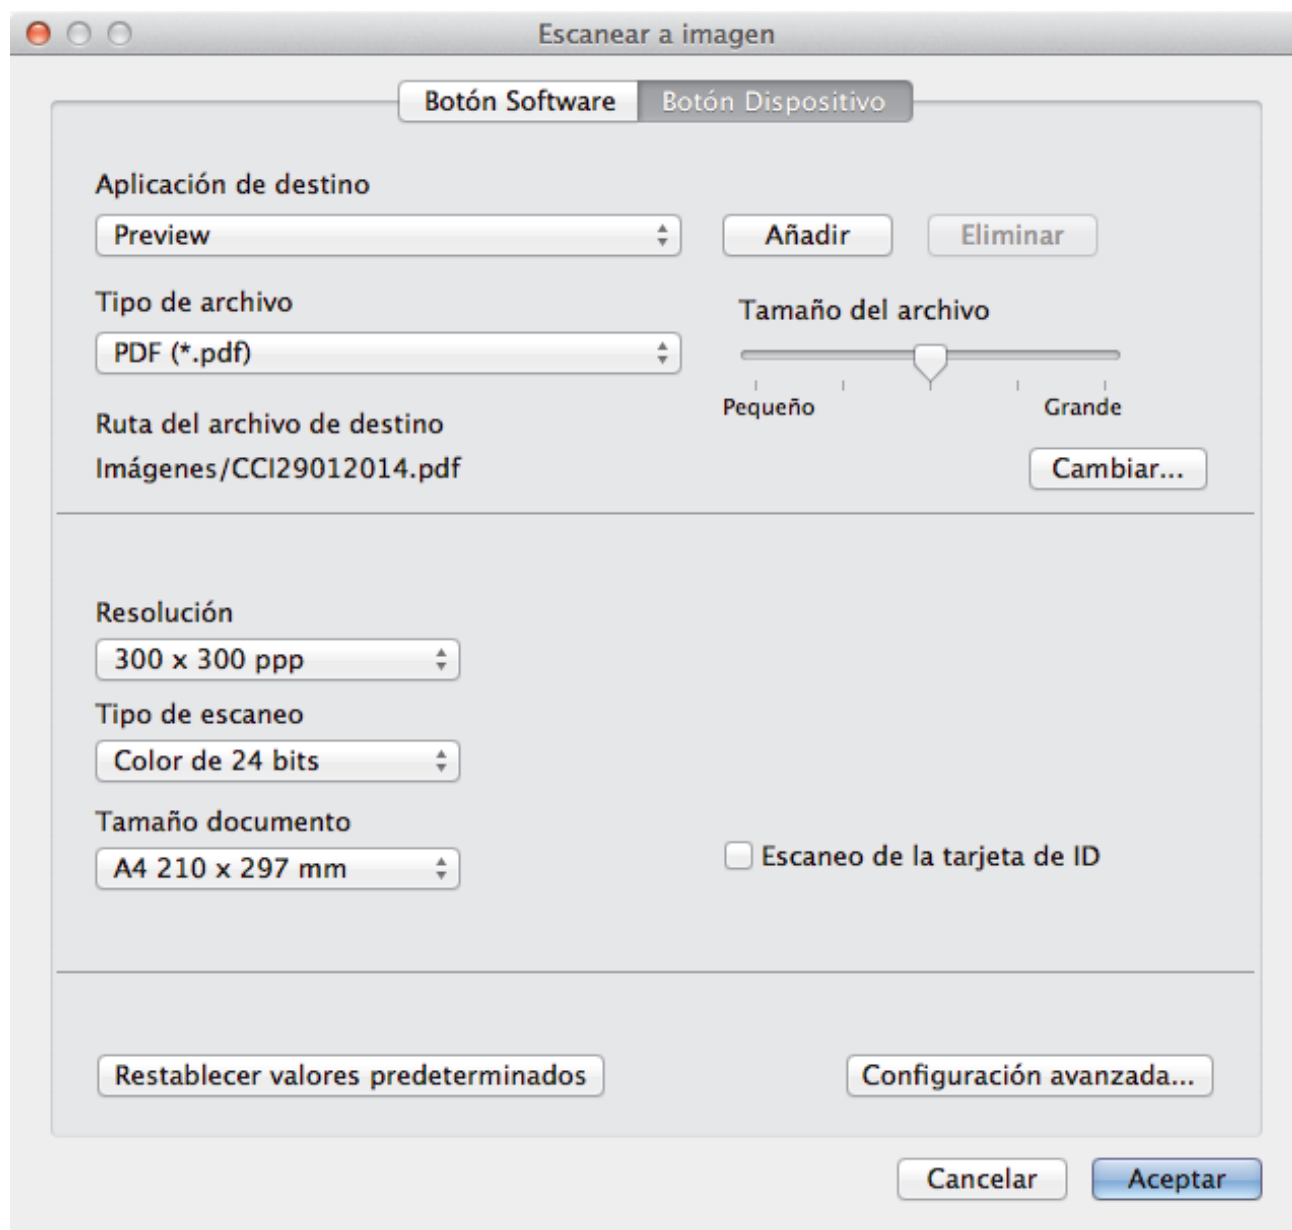 Escanear a imagen
Botón Software Botón Dispositivo
Aplicación de destino
Preview Añadir Eliminar
Tipo de archivo
Tamaño del archivo
PDF (*.pdf)
Pequeño Grande
Ruta del archivo de destino
Imágenes/CCI29012014.pdf Cambiar...
Resolución
300 x 300 ppp
Tipo de escaneo
Color de 24 bits
Tamaño documento
A4 210 x 297 mm Escaneo de la tarjeta de ID
Restablecer valores predeterminados Configuración avanzada...
Cancelar Aceptar